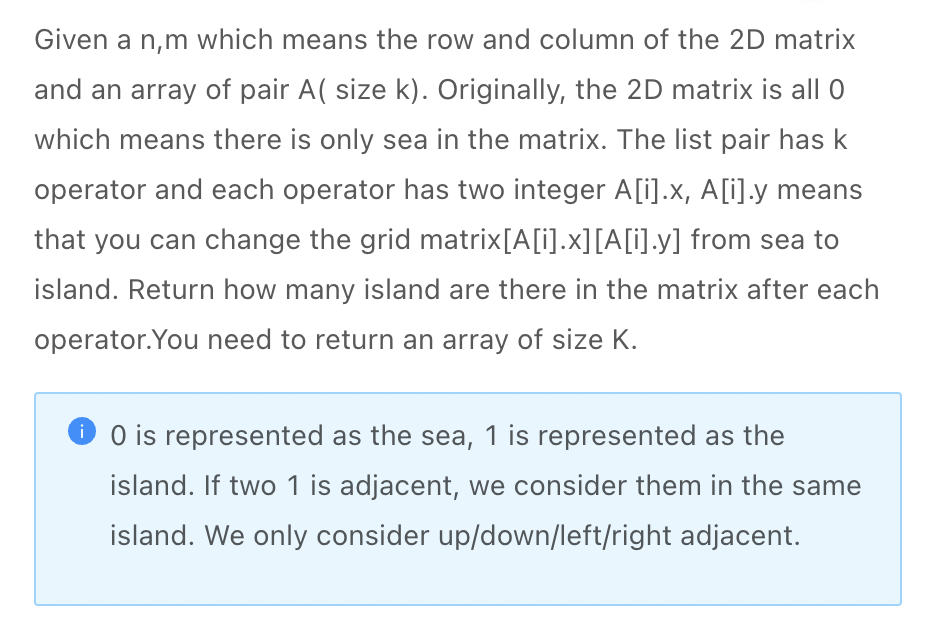 Given a n,m which means the row and column of the 2D matrix
and an array of pair A( size k). Originally, the 2D matrix is all 0
which means there is only sea in the matrix. The list pair has k
operator and each operator has two integer A[i].x, A[i].y means
that you can change the grid matrix[A[i].x][A[i].y] from sea to
island. Return how many island are there in the matrix after each
operator.You need to return an array of size K.
0 is represented as the sea, 1 is represented as the
island. If two 1 is adjacent, we consider them in the same
island. We only consider up/down/left/right adjacent.